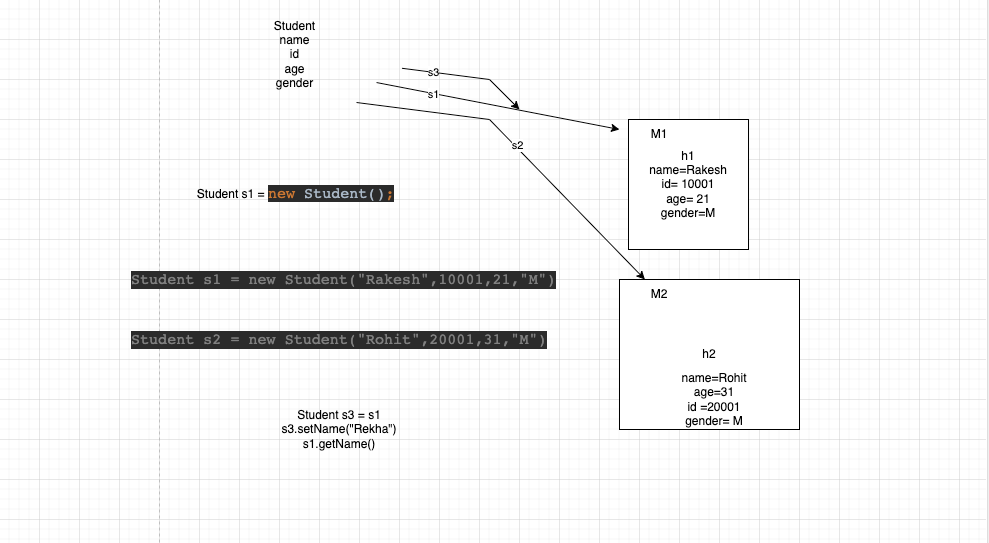 Student
name
id
age
gender
s3
s1
s2
M1
h1
name=Rakesh
id= 10001
age= 21
gender=M
Student s1 = new Student();
Student s1 = new Student("Rakesh",10001,21,"M")
M2
Student s2 = new Student("Rohit",20001,31,"M")
h2
name=Rohit
age=31
id =20001
gender= M
Student s3 = s1
s3.setName("Rekha")
s1.getName()